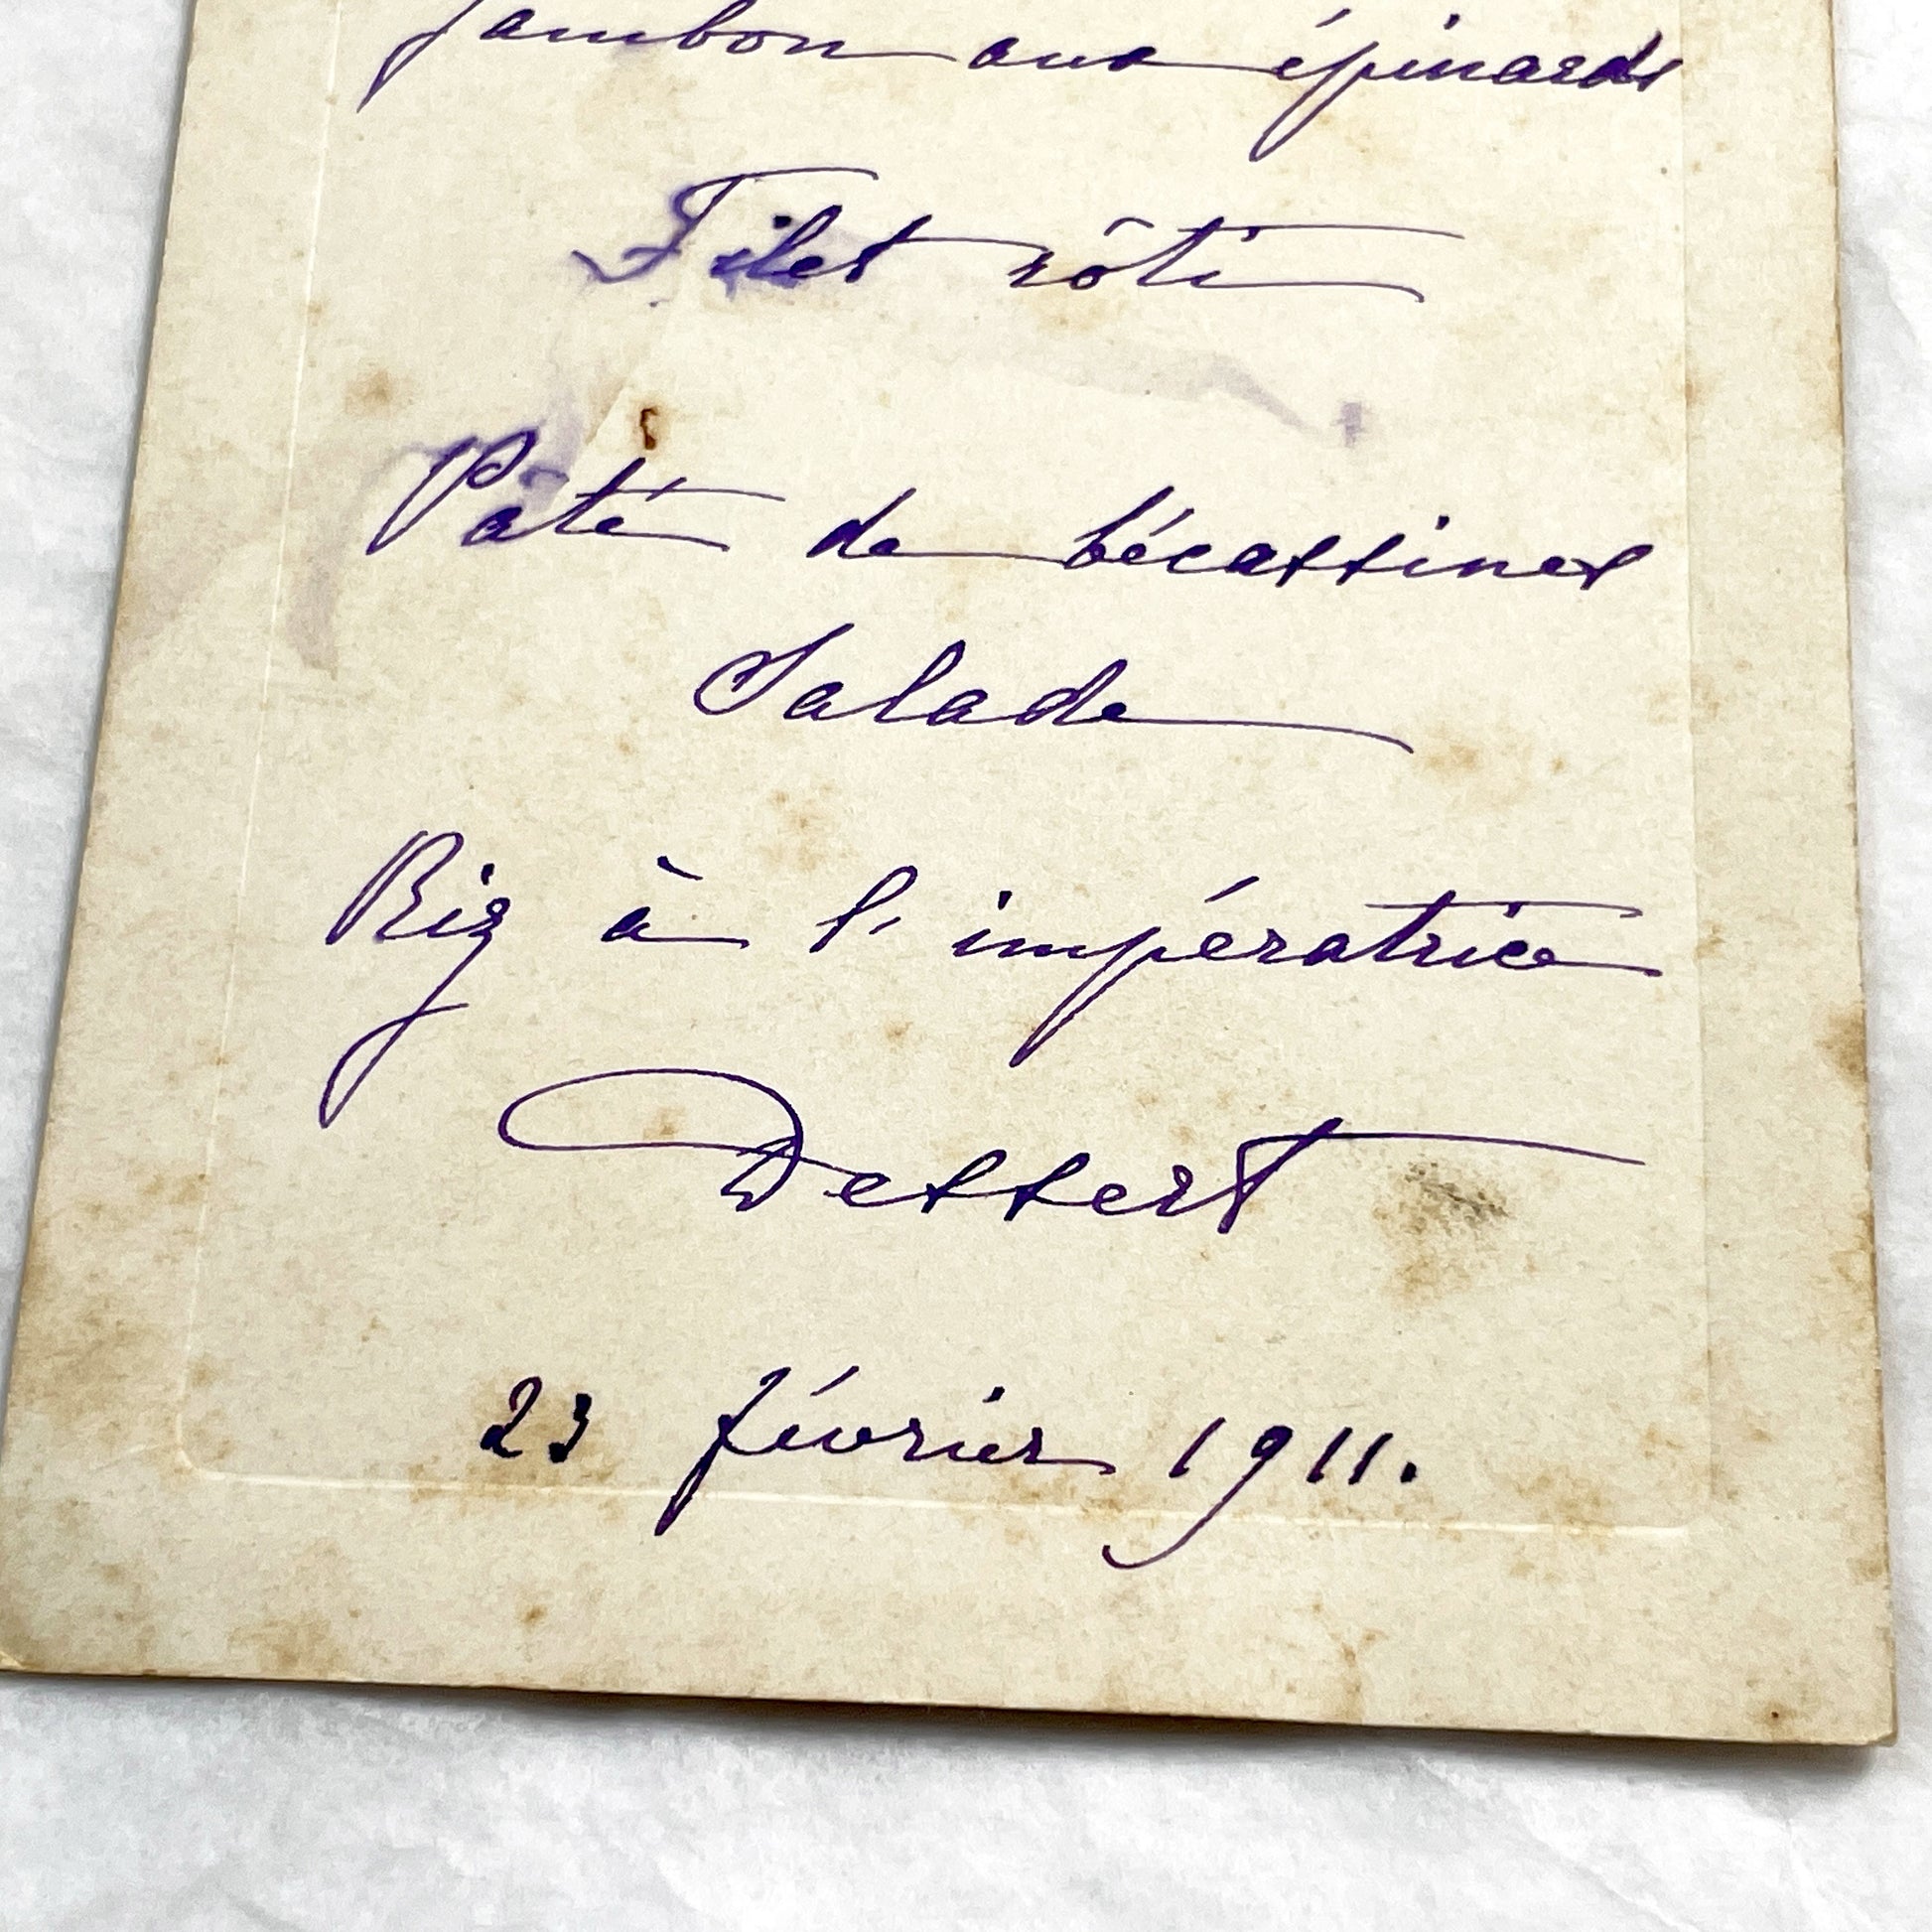 Jambon aux épinards
Filet rôti
Pâté de bécassines
Salade
Riz à l'impératrice
Dessert
23 février 1911.